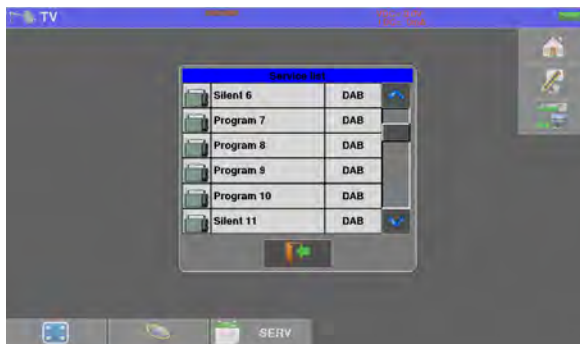 TV
Service list
Silent 6 DAB
Program 7 DAB
Program 8 DAB
Program 9 DAB
Program 10 DAB
Silent 11 DAB
SERV